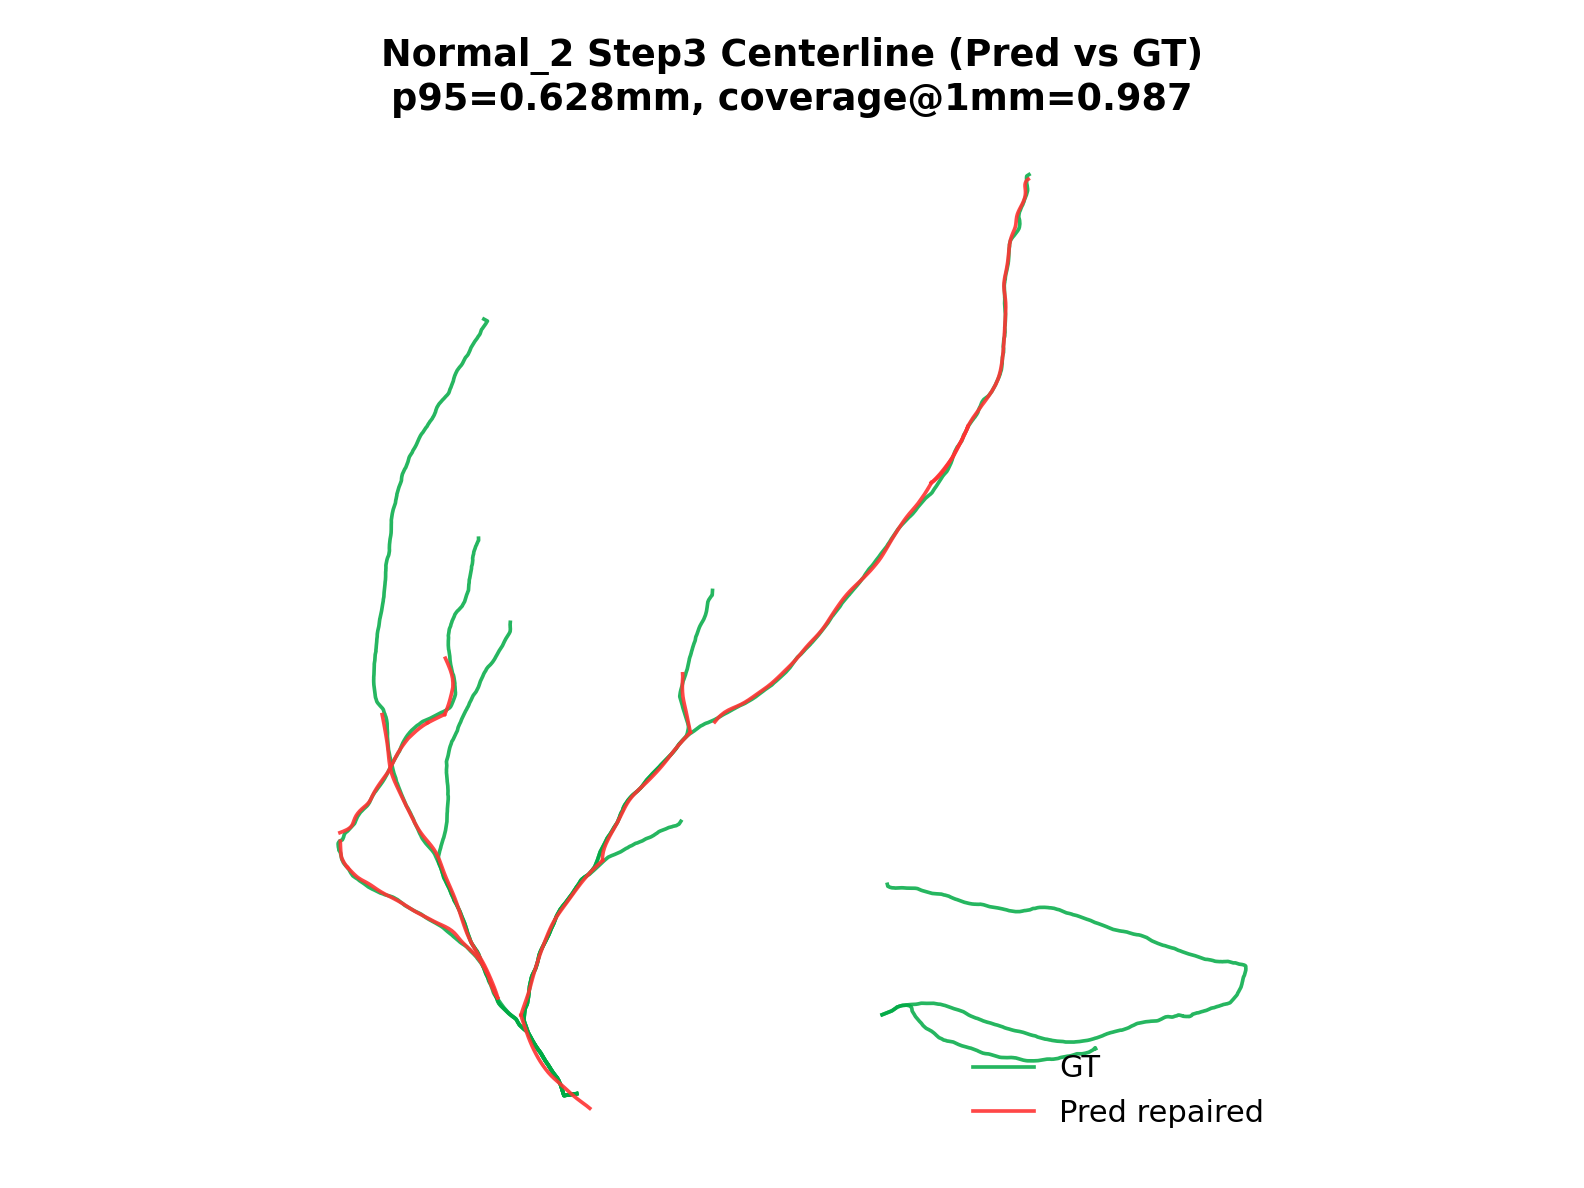 Normal_2 Step3 Centerline (Pred vs GT)
p95=0.628mm, coverage@1mm=0.987
GT
Pred repaired